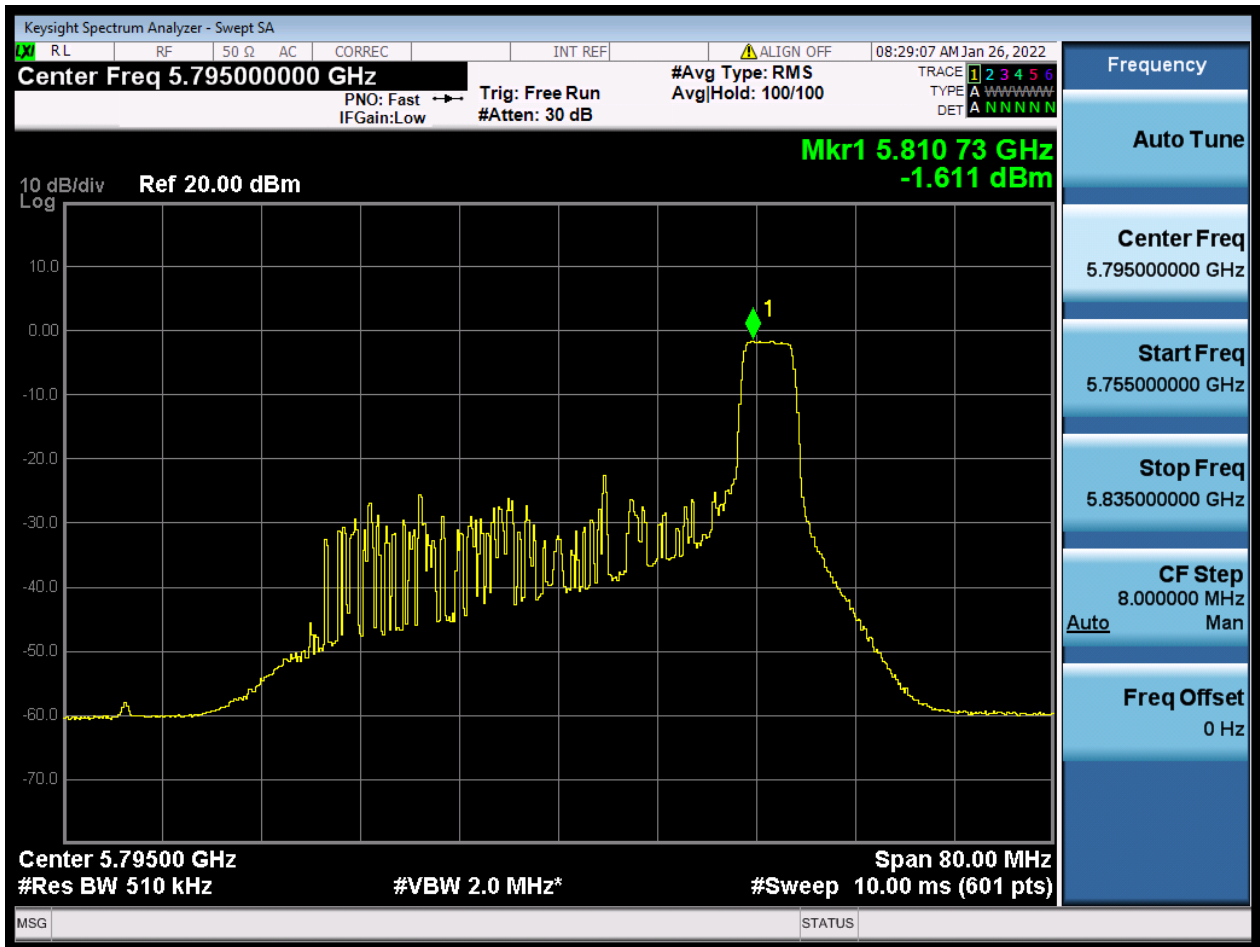 Keysight Spectrum Analyzer - Swept SA
LXI RL RF 50 Ω AC CORREC INT REF ALIGN OFF 08:29:07 AM Jan 26, 2022
Center Freq 5.795000000 GHz
PNO: Fast
IFGain:Low
Trig: Free Run
#Atten: 30 dB
#Avg Type: RMS
Avg|Hold: 100/100
TRACE 1 2 3 4 5 6
TYPE A WWWWW
DET A N N N N N
Mkr1 5.810 73 GHz
-1.611 dBm
10 dB/div Ref 20.00 dBm
Log
1
10.0
0.00
-10.0
-20.0
-30.0
-40.0
-50.0
-60.0
-70.0
Center 5.79500 GHz Span 80.00 MHz
#Res BW 510 kHz #VBW 2.0 MHz* #Sweep 10.00 ms (601 pts)
MSG STATUS
Frequency
Auto Tune
Center Freq
5.795000000 GHz
Start Freq
5.755000000 GHz
Stop Freq
5.835000000 GHz
CF Step
8.000000 MHz
Auto Man
Freq Offset
0 Hz